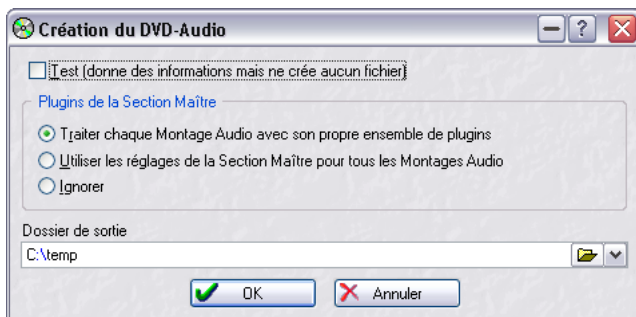 Création du DVD-Audio
Test (donne des informations mais ne crée aucun fichier)
Plugins de la Section Maître
Traiter chaque Montage Audio avec son propre ensemble de plugins
Utiliser les réglages de la Section Maître pour tous les Montages Audio
Ignorer
Dossier de sortie
C:\temp
OK Annuler